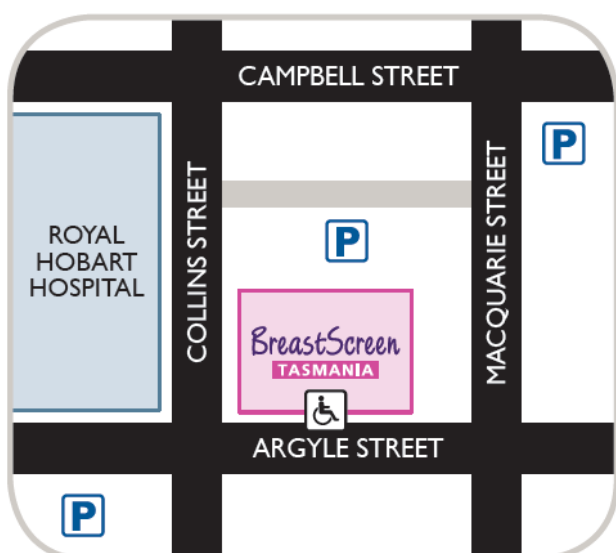 CAMPBELL STREET
P
MACQUARIE STREET
COLLINS STREET
ROYAL
HOBART
HOSPITAL
P
BreastScreen
TASMANIA
ARGYLE STREET
P